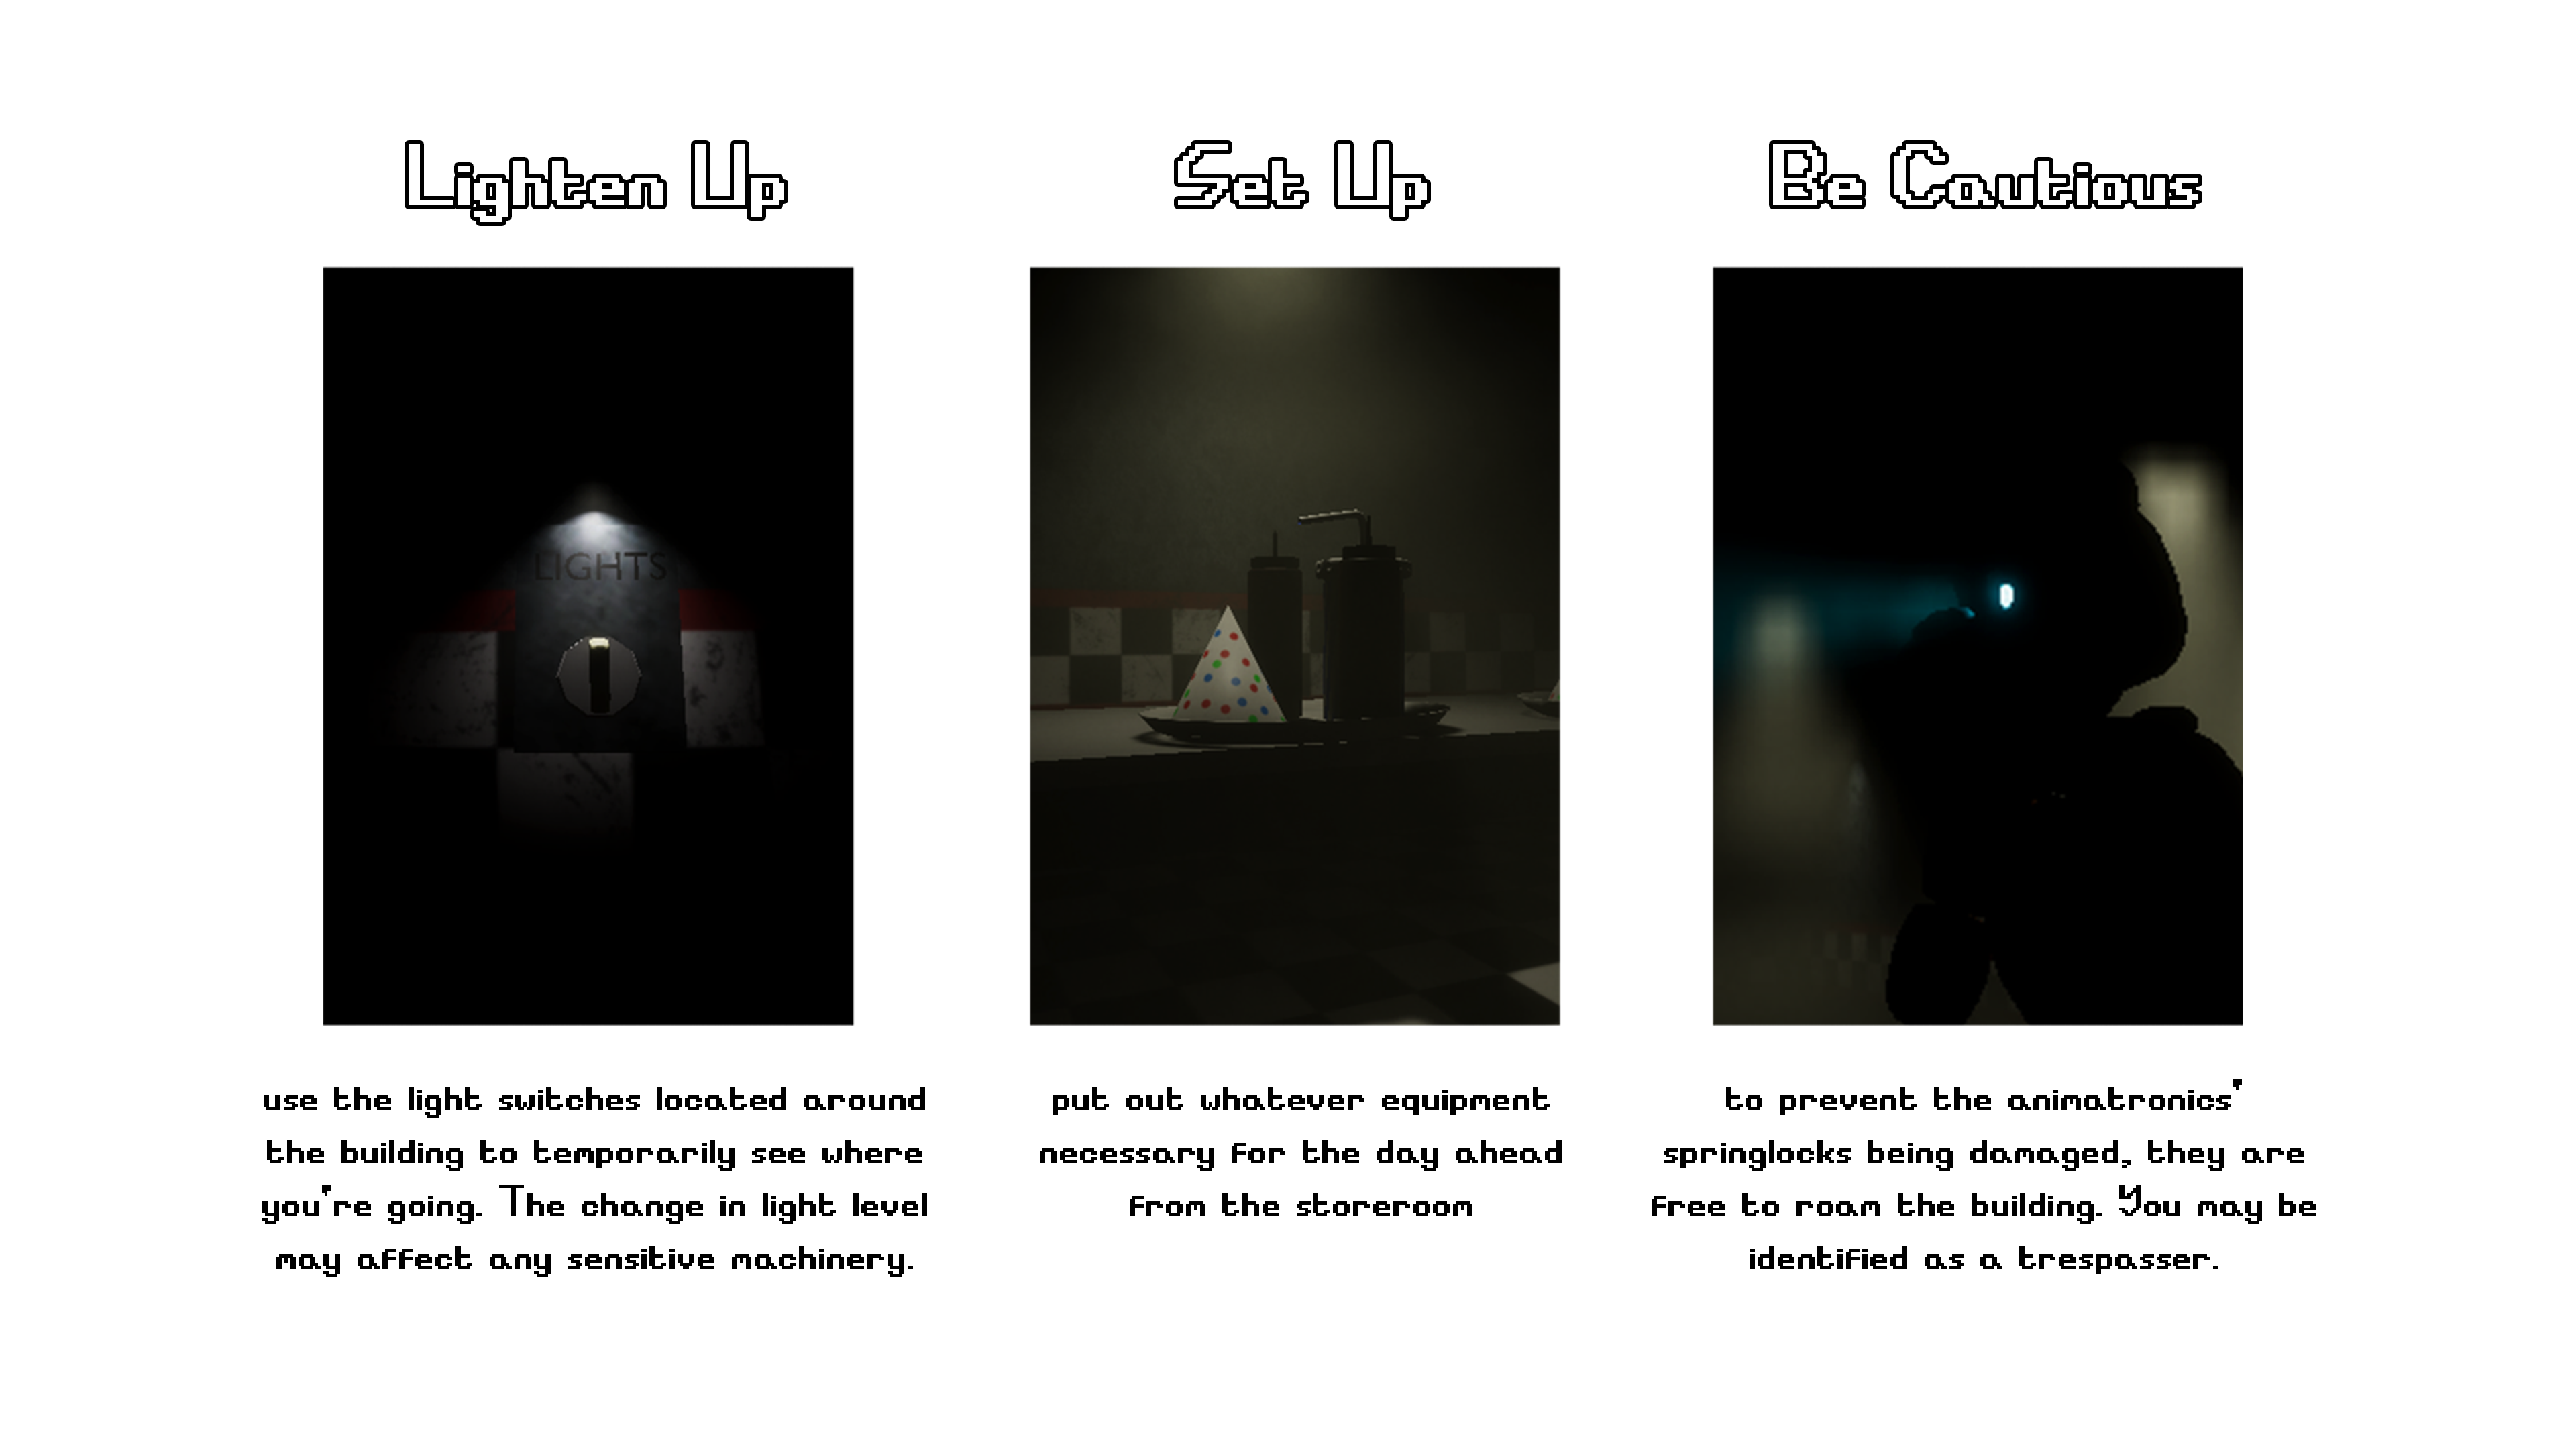 Lighten Up
LIGHTS
use the light switches located around
the building to temporarily see where
you're going. The change in light level
may affect any sensitive machinery.
Set Up
put out whatever equipment
necessary for the day ahead
from the storeroom
Be Cautious
to prevent the animatronics'
springlocks being damaged, they are
free to roam the building. You may be
identified as a trespasser.